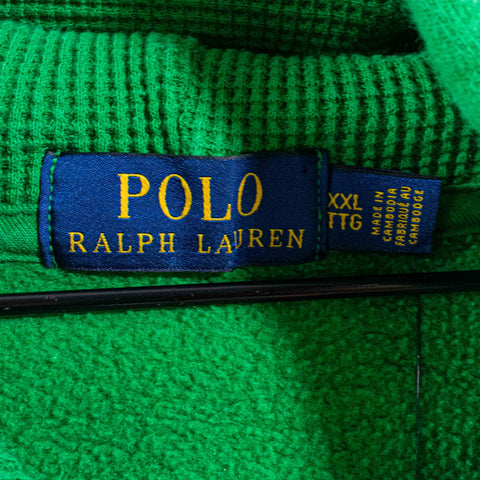 POLO
RALPH LAUREN
XXL
TTG
MADE IN
CAMBODIA
FABRIQUÉ AU
CAMBODGE